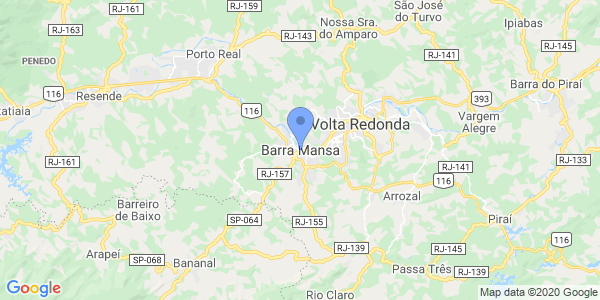 RJ-161
RJ-159
São José
do Turvo
Ipiabas
RJ-163
Nossa Sra.
do Amparo
RJ-143
RJ-145
PENEDO
Porto Real
RJ-141
116
Resende
116
393
Barra do Piraí
atiaia
Volta Redonda
Vargem
Alegre
Barra Mansa
RJ-161
RJ-157
RJ-141
116
RJ-133
Barreiro
de Baixo
Arrozal
SP-064
RJ-155
Piraí
Arapeí
SP-068
Bananal
RJ-139
RJ-145
116
Passa Três
RJ-139
Google
Rio Claro
Map data ©2020 Google